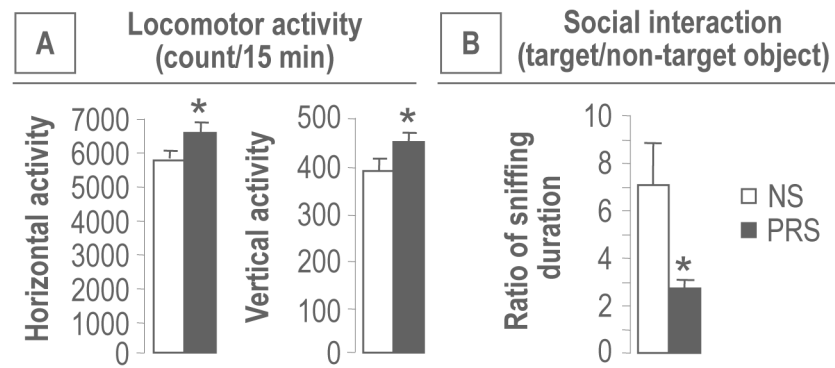 A
Locomotor activity
(count/15 min)
B
Social interaction
(target/non-target object)
Horizontal activity
7000
6000
5000
4000
3000
2000
1000
0
*
Vertical activity
500
400
300
200
100
0
*
Ratio of sniffing
duration
10
8
6
4
2
0
*
NS
PRS